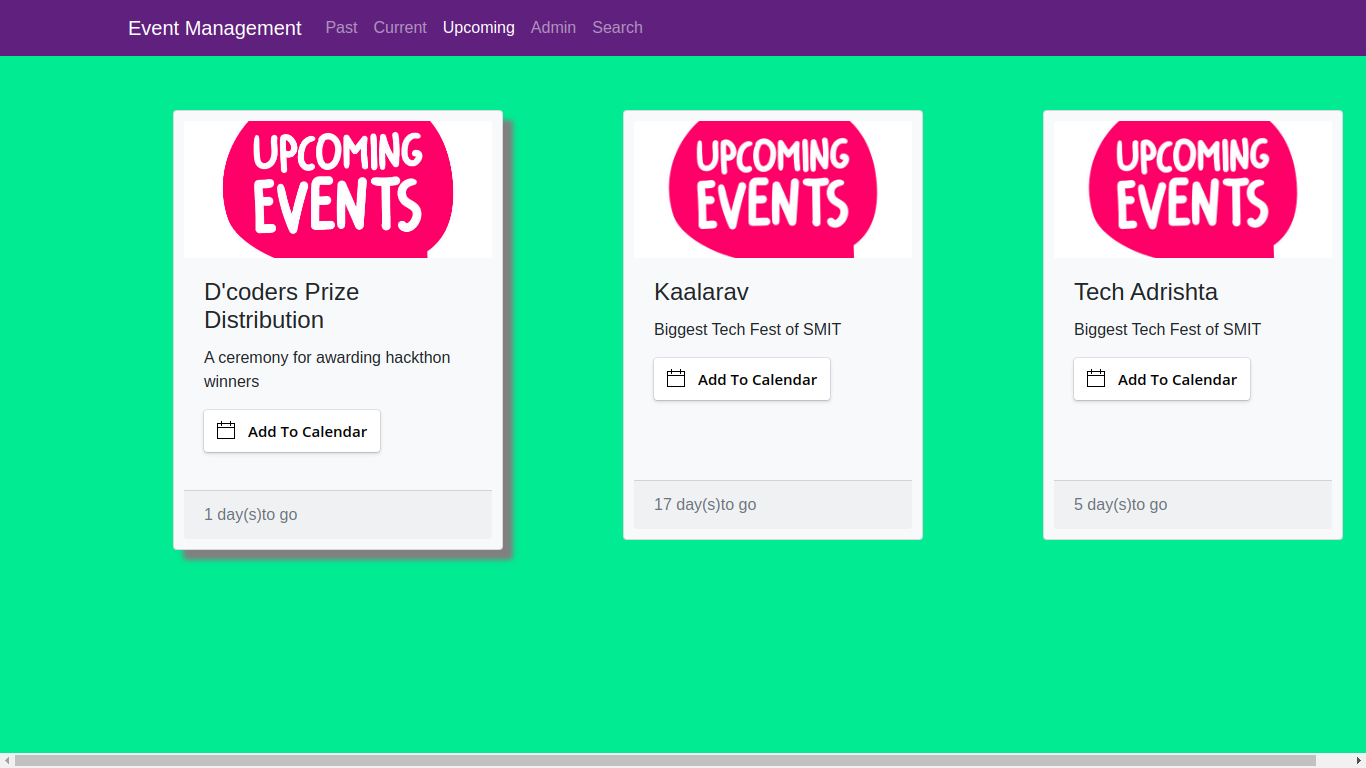 Event Management Past Current Upcoming Admin Search
UPCOMING
EVENTS
D'coders Prize
Distribution
A ceremony for awarding hackthon
winners
Add To Calendar
1 day(s)to go
UPCOMING
EVENTS
Kaalarav
Biggest Tech Fest of SMIT
Add To Calendar
17 day(s)to go
UPCOMING
EVENTS
Tech Adrishta
Biggest Tech Fest of SMIT
Add To Calendar
5 day(s)to go